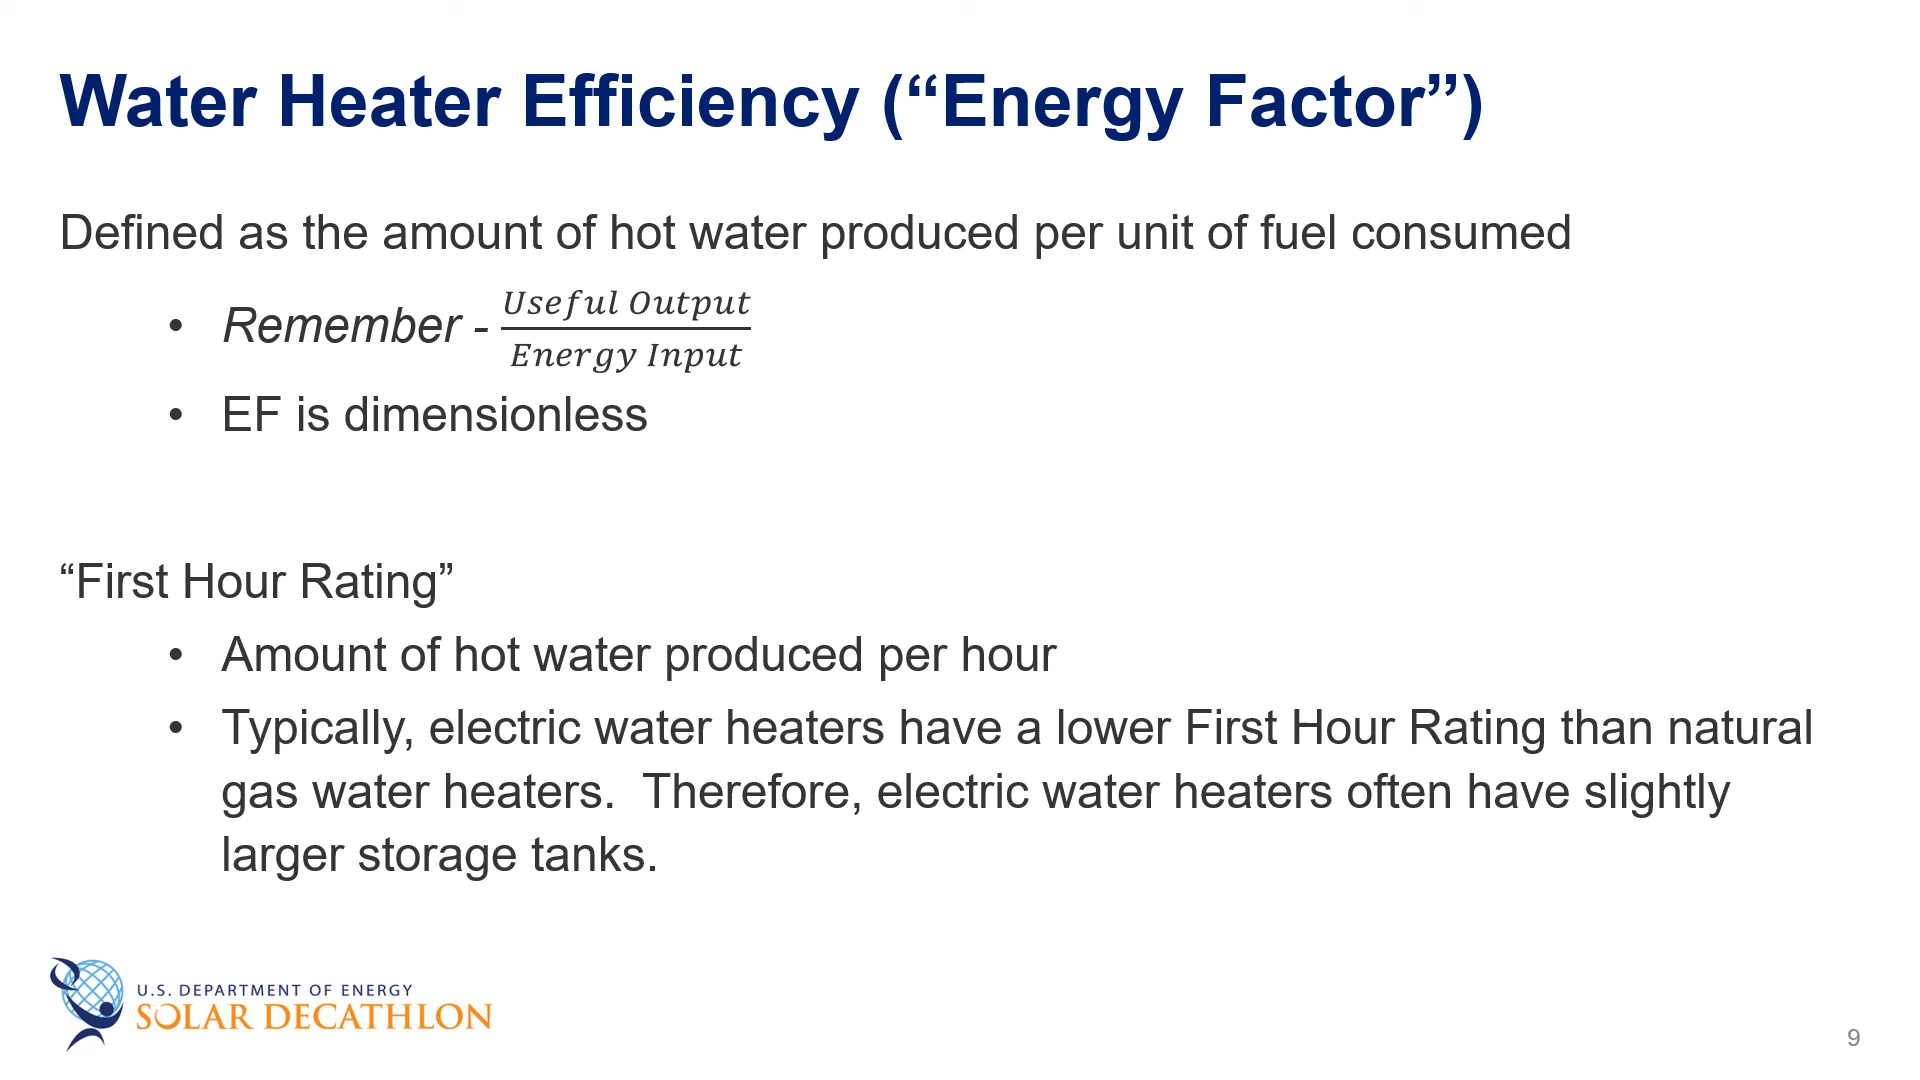 Water Heater Efficiency (“Energy Factor”)
Defined as the amount of hot water produced per unit of fuel consumed
• Remember - Useful Output
Energy Input
• EF is dimensionless
“First Hour Rating”
• Amount of hot water produced per hour
• Typically, electric water heaters have a lower First Hour Rating than natural
gas water heaters.  Therefore, electric water heaters often have slightly
larger storage tanks.
U.S. DEPARTMENT OF ENERGY
SOLAR DECATHLON
9